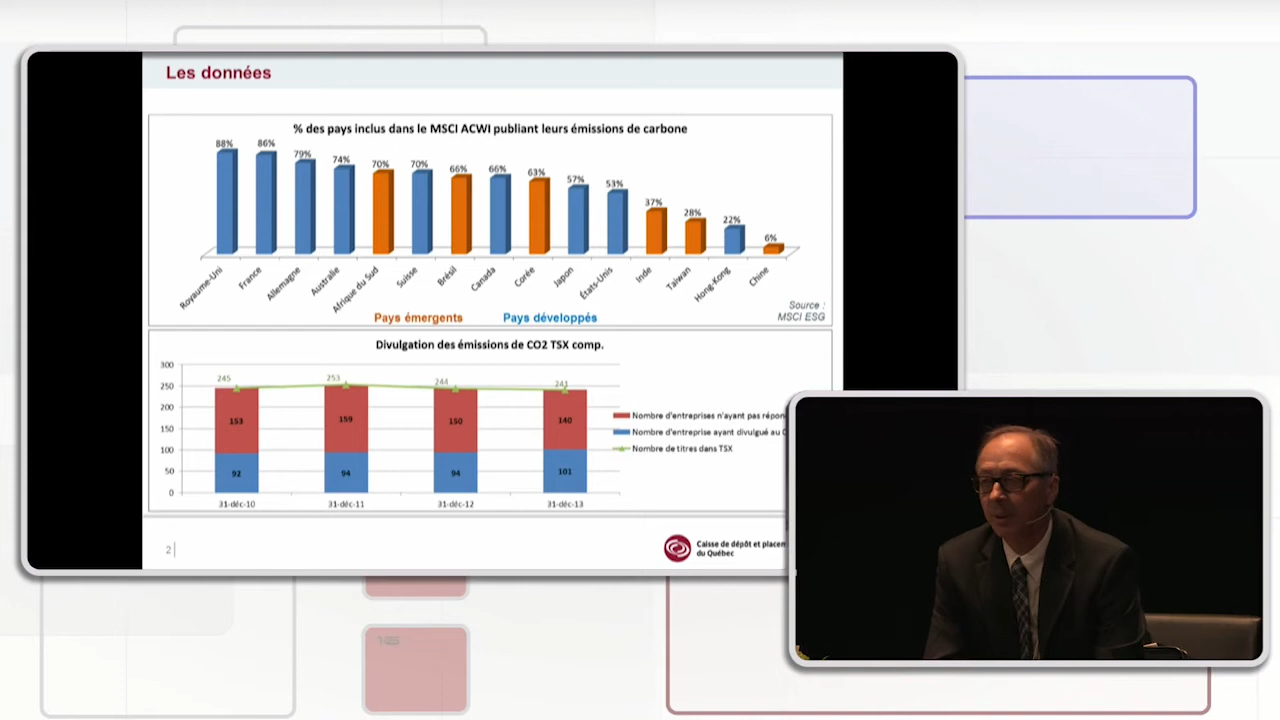 Les données
% des pays inclus dans le MSCI ACWI publiant leurs émissions de carbone
88% 86% 79% 74% 70% 70% 66% 66% 63% 57% 53% 37% 28% 22% 6%
Royaume-Uni France Allemagne Australie Afrique du Sud Suisse Brésil Canada Corée Japon États-Unis Inde Taiwan Hong-Kong Chine
Pays émergents Pays développés
Source :
MSCI ESG
Divulgation des émissions de CO2 TSX comp.
300
250
200
150
100
50
0
245 253 244 241
153 159 150 140
92 94 94 101
31-déc-10 31-déc-11 31-déc-12 31-déc-13
Nombre d'entreprises n'ayant pas répon
Nombre d'entreprise ayant divulgué au
Nombre de titres dans TSX
2
Caisse de dépôt et placem
du Québec